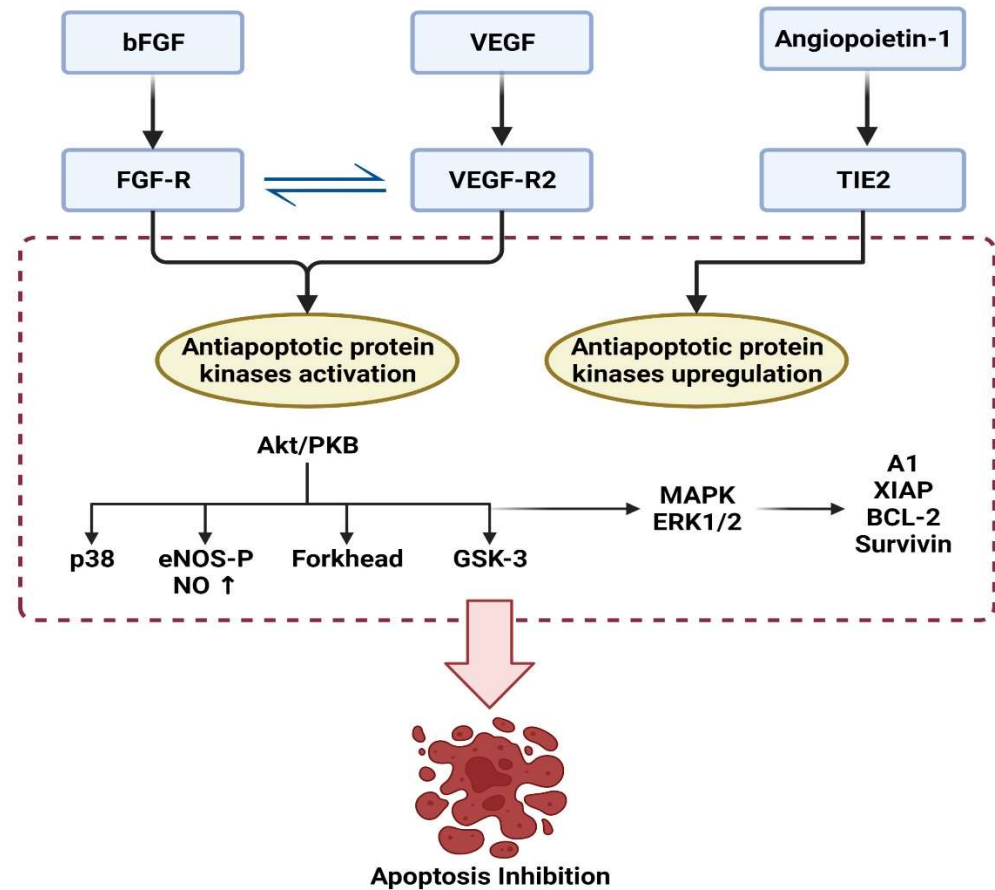 bFGF
VEGF
Angiopoietin-1
FGF-R
VEGF-R2
TIE2
Antiapoptotic protein
kinases activation
Antiapoptotic protein
kinases upregulation
Akt/PKB
p38
eNOS-P
NO ↑
Forkhead
GSK-3
MAPK
ERK1/2
A1
XIAP
BCL-2
Survivin
Apoptosis Inhibition